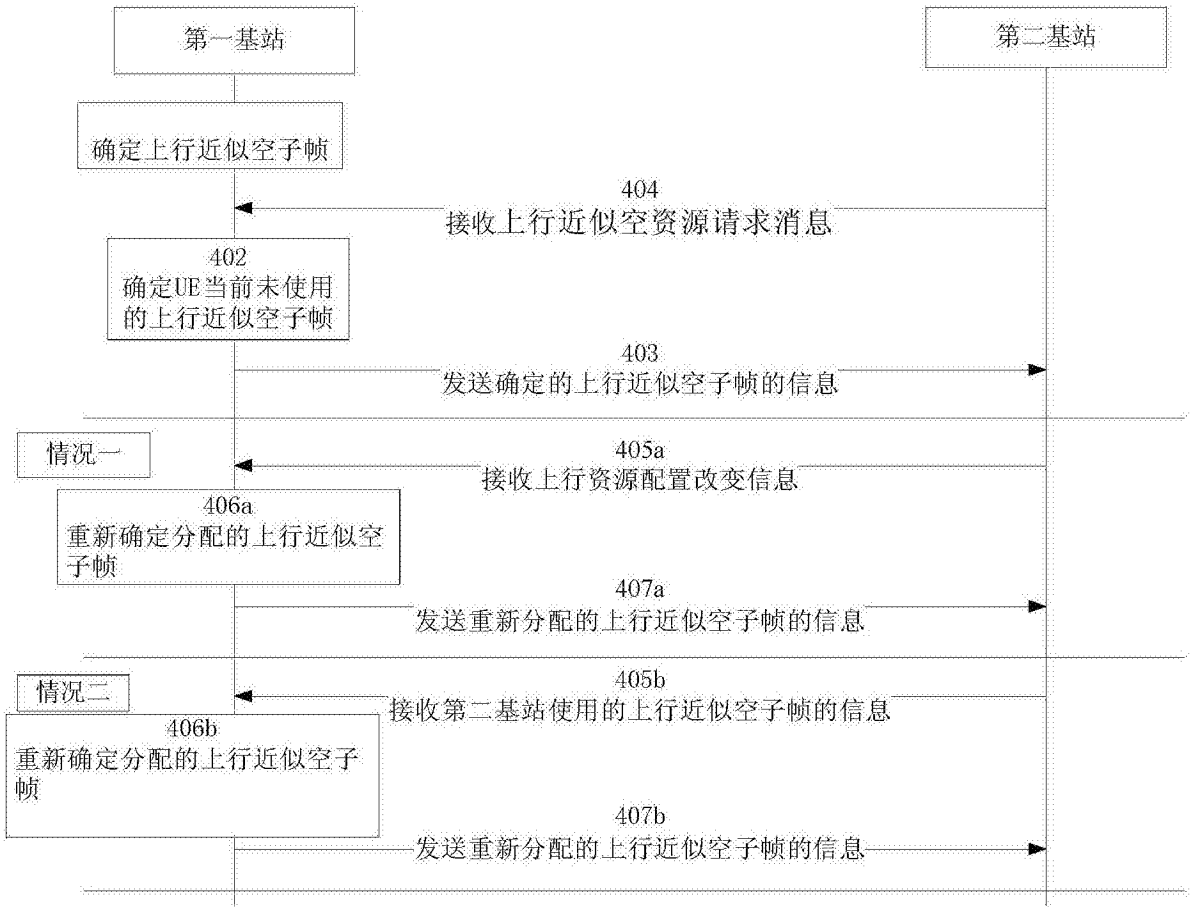 第一基站
第二基站
确定上行近似空子帧
404
接收上行近似空资源请求消息
402
确定UE当前未使用
的上行近似空子帧
403
发送确定的上行近似空子帧的信息
情况一
405a
接收上行资源配置改变信息
406a
重新确定分配的上行近似空
子帧
407a
发送重新分配的上行近似空子帧的信息
情况二
405b
接收第二基站使用的上行近似空子帧的信息
406b
重新确定分配的上行近似空子
帧
407b
发送重新分配的上行近似空子帧的信息